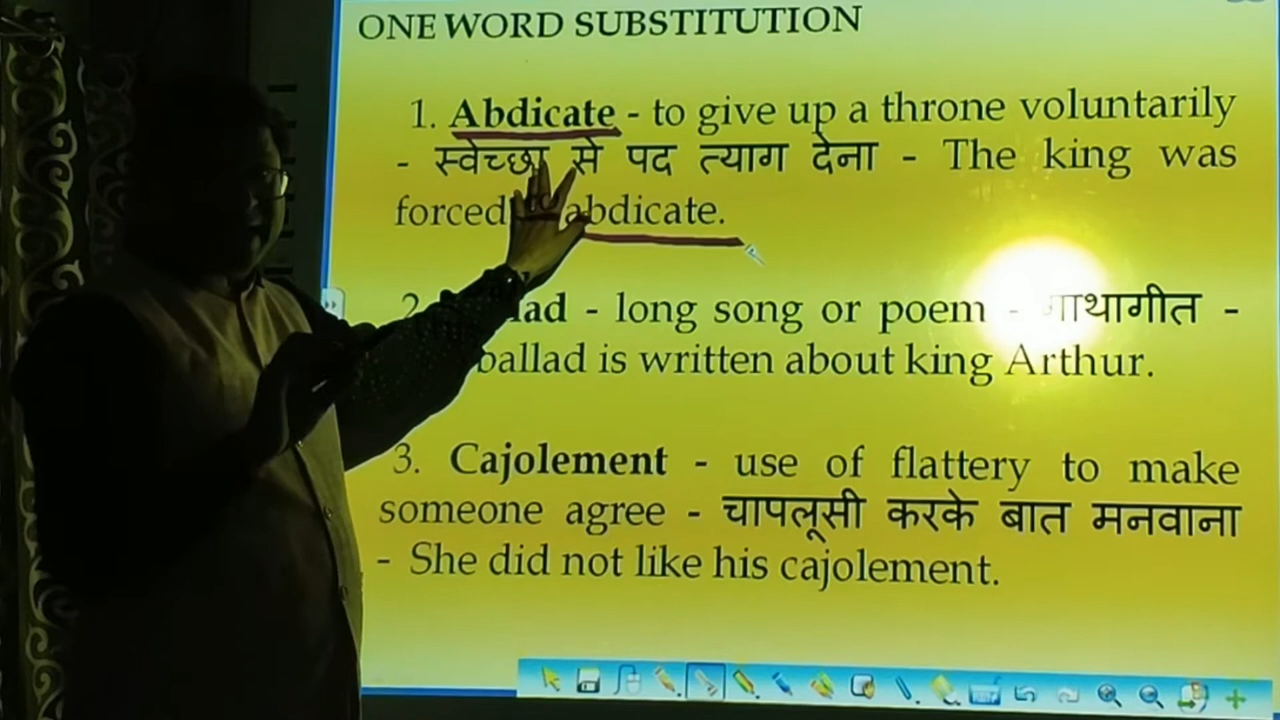 ONE WORD SUBSTITUTION
1. Abdicate - to give up a throne voluntarily
- स्वेच्छा से पद त्याग देना - The king was
forced abdicate.
2. - long song or poem - गाथागीत -
ballad is written about king Arthur.
3. Cajolement - use of flattery to make
someone agree - चापलूसी करके बात मनवाना
- She did not like his cajolement.